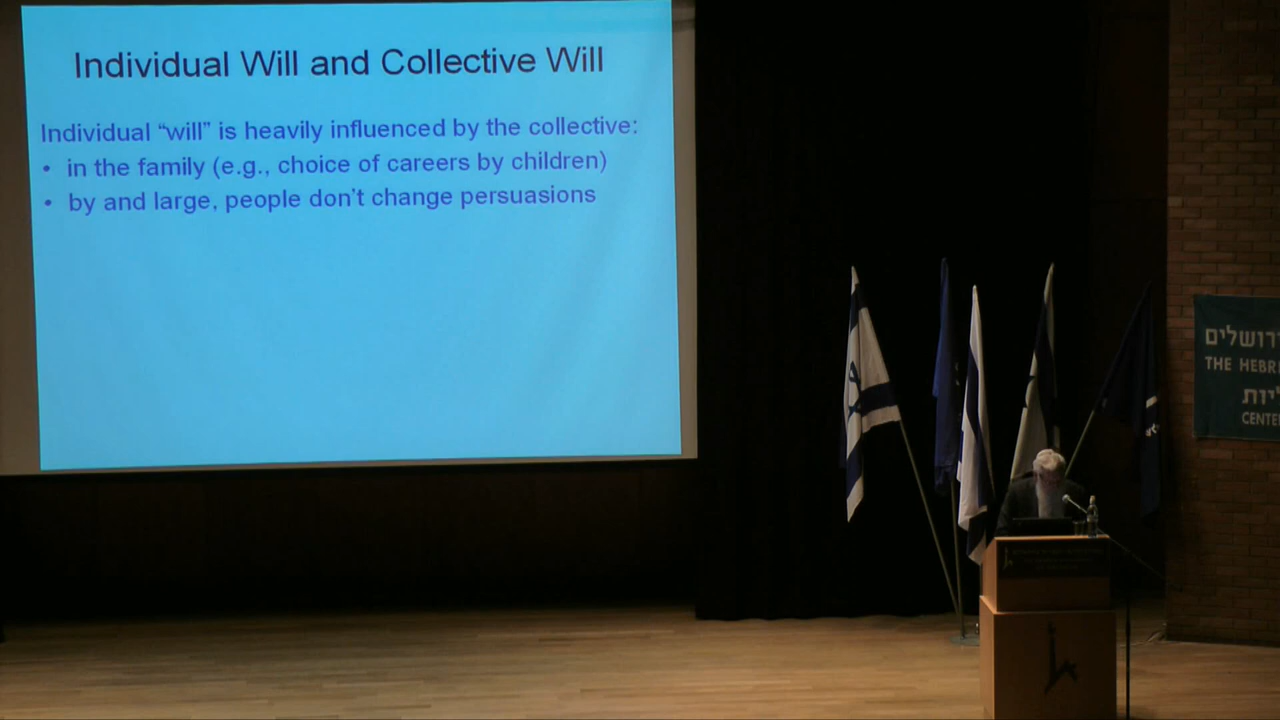 Individual Will and Collective Will
Individual “will” is heavily influenced by the collective:
• in the family (e.g., choice of careers by children)
• by and large, people don’t change persuasions
ירושלים
THE HEBR
יות
CENTE